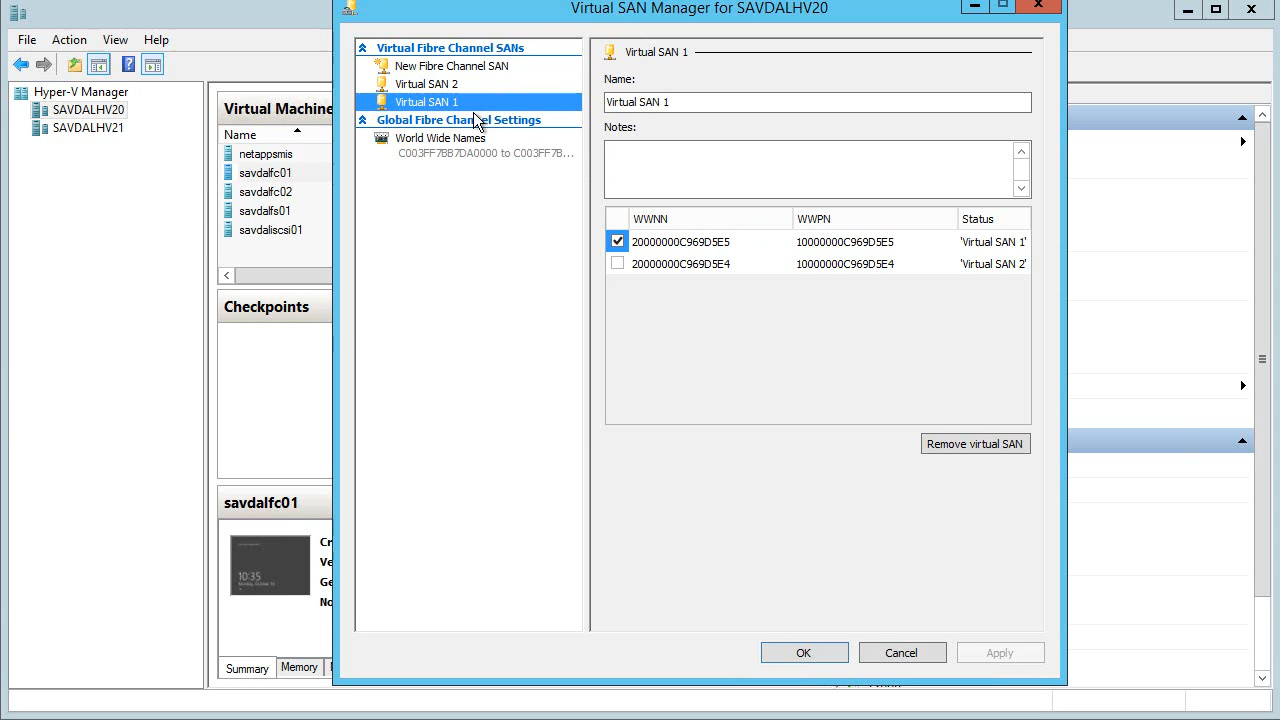 Virtual SAN Manager for SAVDALHV20
File Action View Help
Hyper-V Manager
SAVDALHV20
SAVDALHV21
Virtual Machine
Name
netappsmis
savdalfc01
savdalfc02
savdalfs01
savdaliscsi01
Checkpoints
savdalfc01
10:35
Cr
Ve
Ge
No
Summary Memory
Virtual Fibre Channel SANs
New Fibre Channel SAN
Virtual SAN 2
Virtual SAN 1
Global Fibre Channel Settings
World Wide Names
C003FF7BB7DA0000 to C003FF7B...
Virtual SAN 1
Name:
Virtual SAN 1
Notes:
WWNN WWPN Status
20000000C969D5E5 10000000C969D5E5 'Virtual SAN 1'
20000000C969D5E4 10000000C969D5E4 'Virtual SAN 2'
Remove virtual SAN
OK Cancel Apply